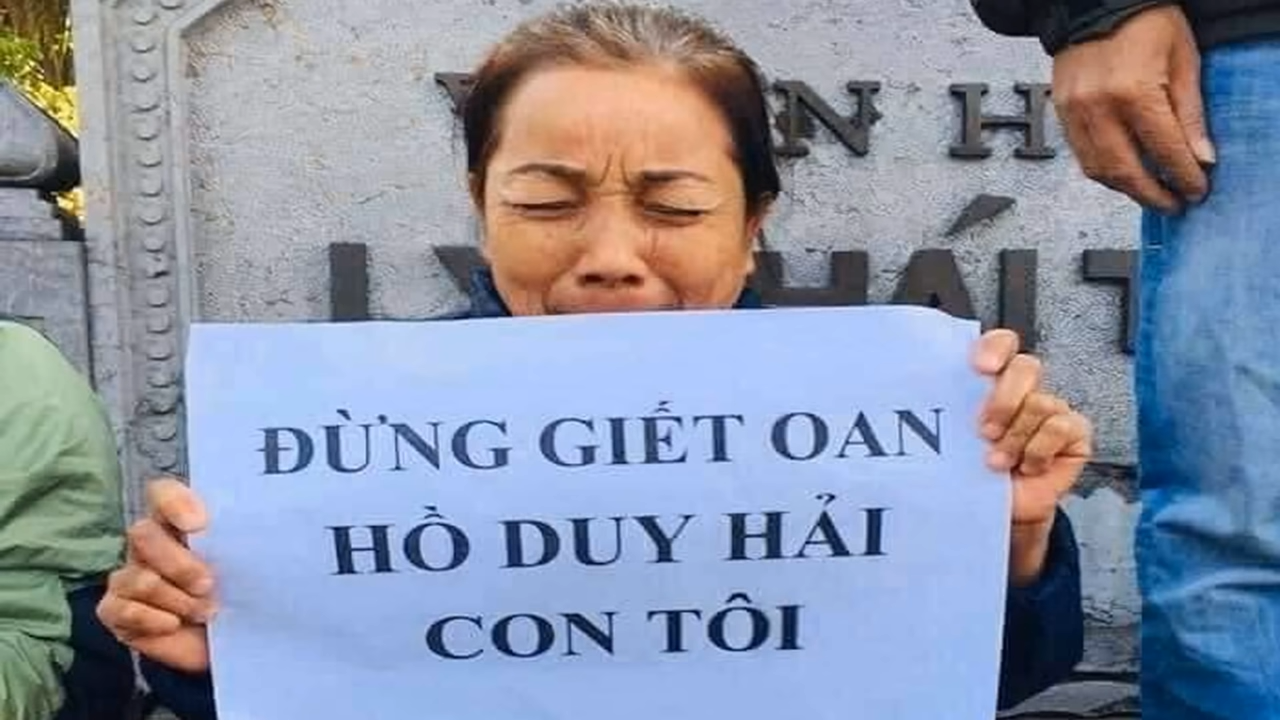 ĐỪNG GIẾT OAN
HỒ DUY HẢI
CON TÔI